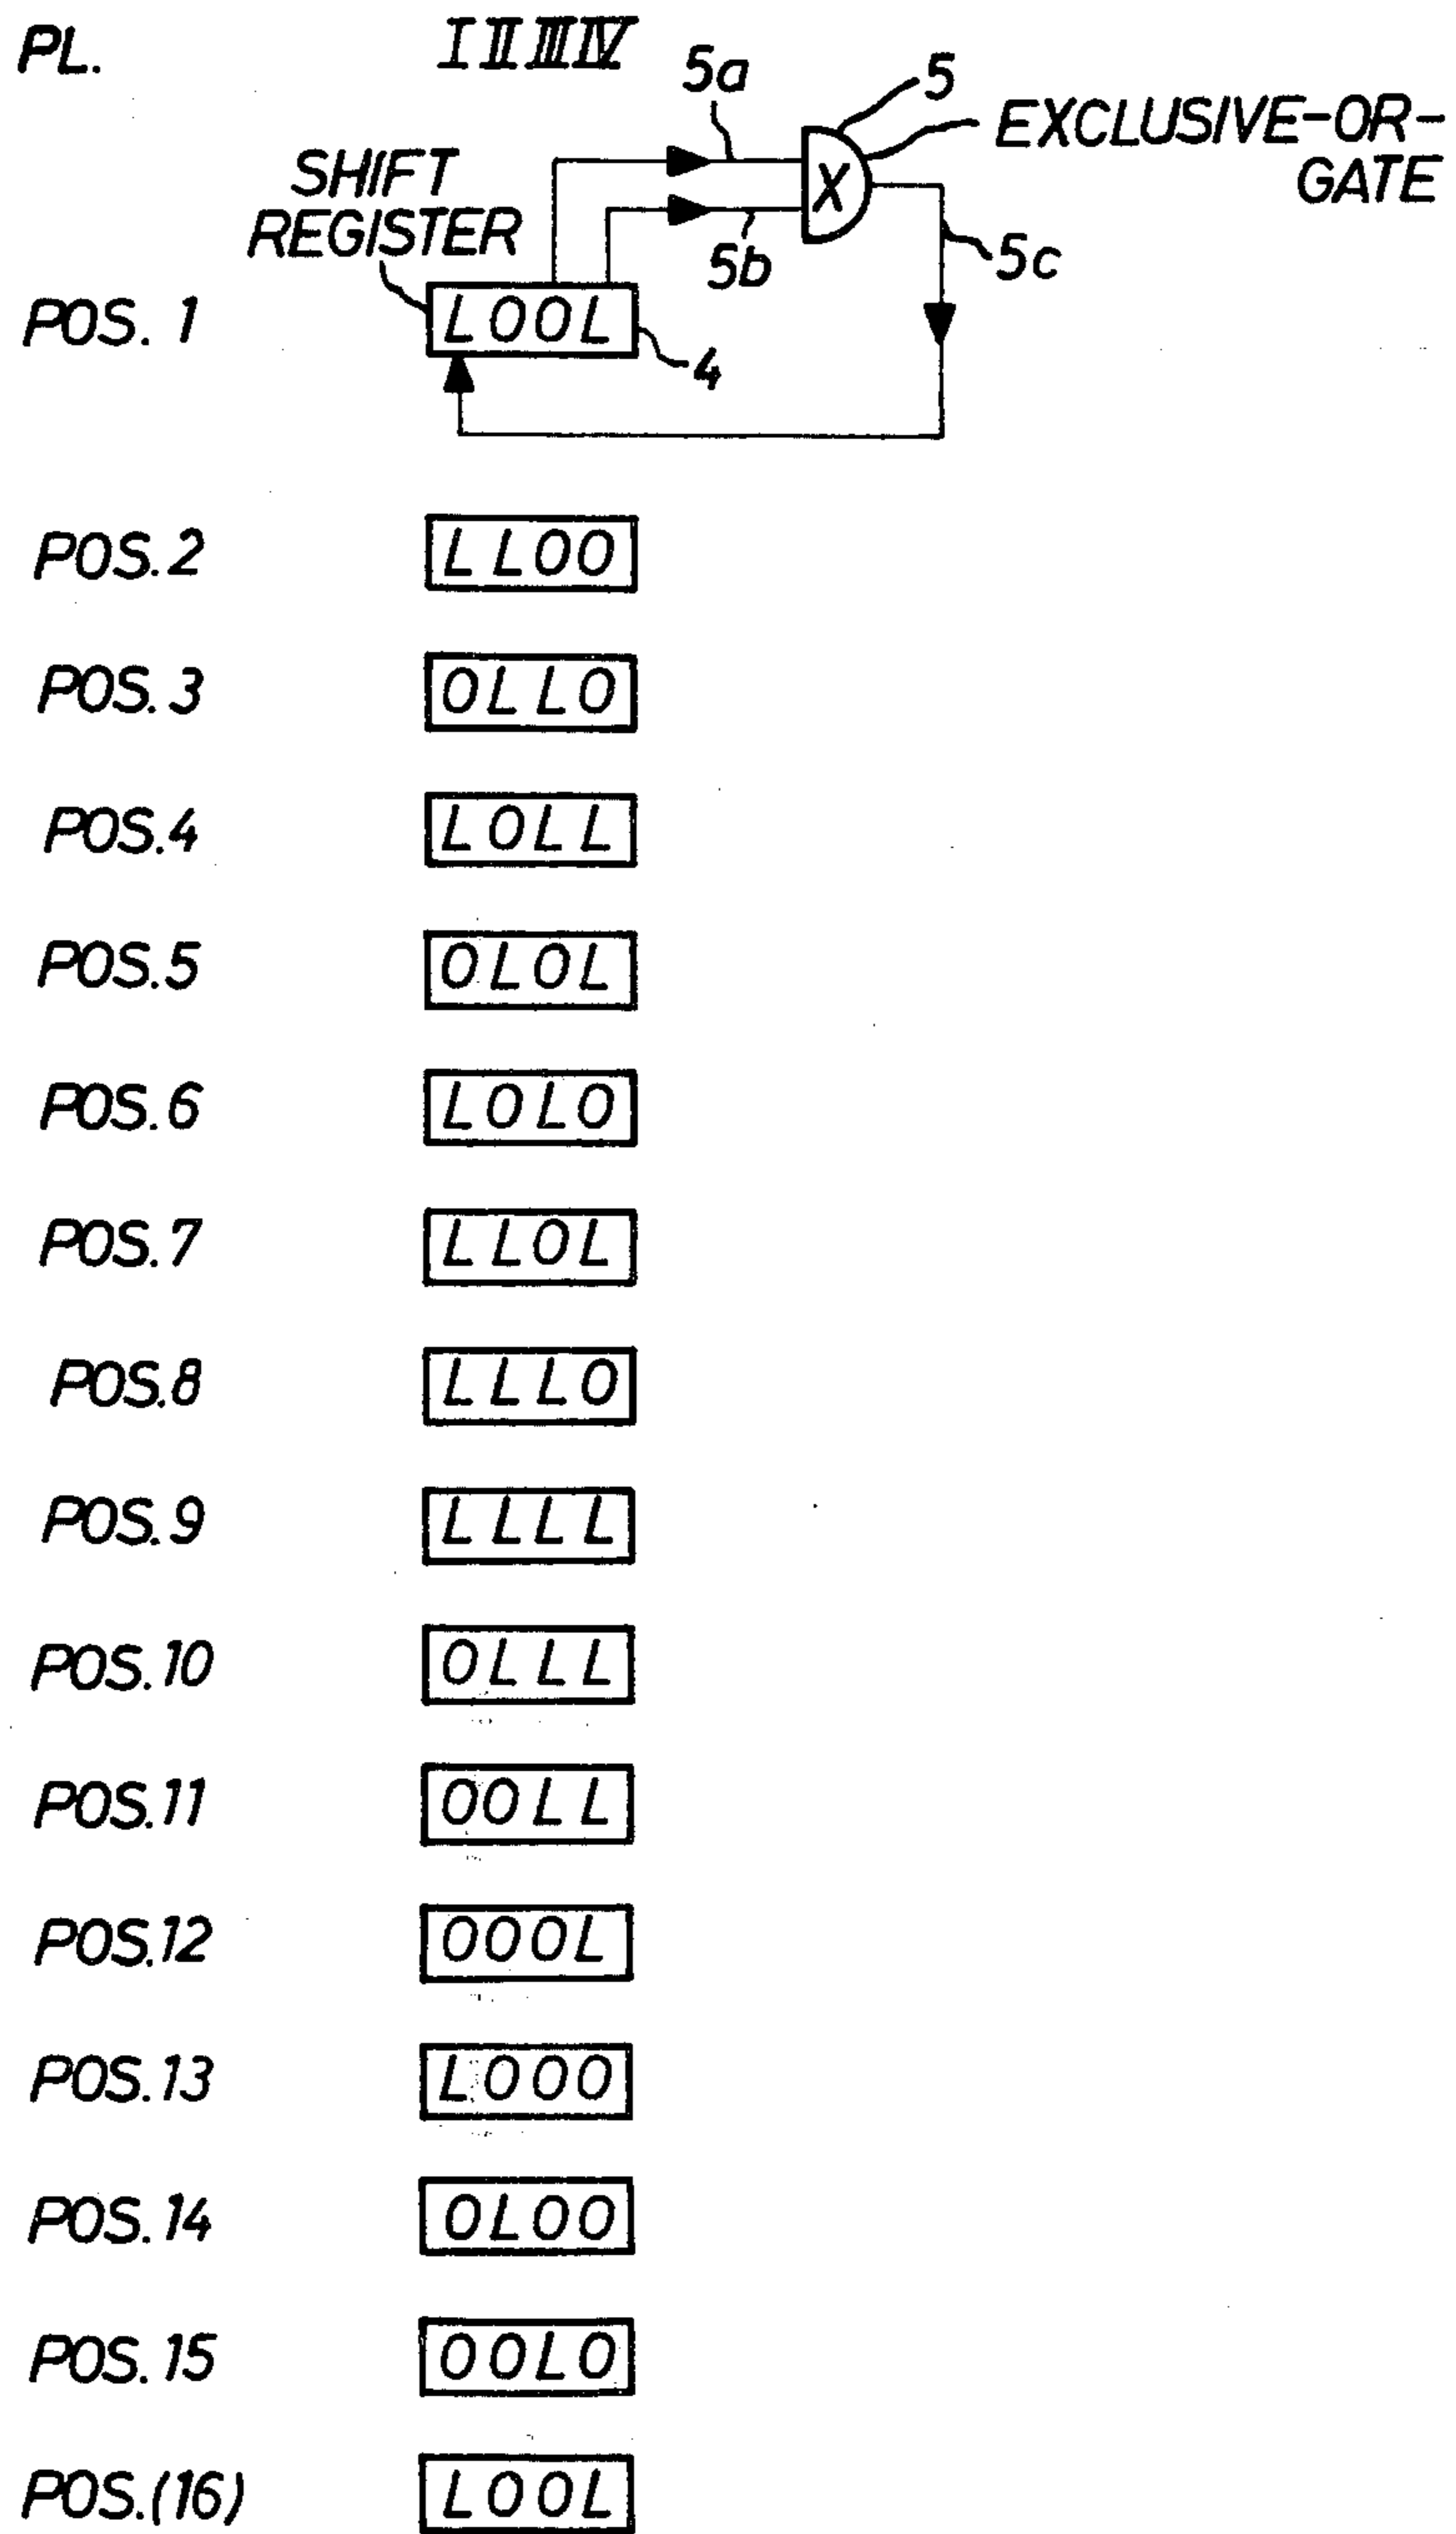 PL. I II III IV
5a
5
EXCLUSIVE-OR-
GATE
X
SHIFT
REGISTER
5b
5c
POS. 1 LOOL
4
POS. 2 LLOO
POS. 3 OLLO
POS. 4 LOLL
POS. 5 OLOL
POS. 6 LOLO
POS. 7 LLOL
POS. 8 LLLO
POS. 9 LLLL
POS. 10 OLLL
POS. 11 OOLL
POS. 12 OOOL
POS. 13 LOOO
POS. 14 OLOO
POS. 15 OOLO
POS. (16) LOOL